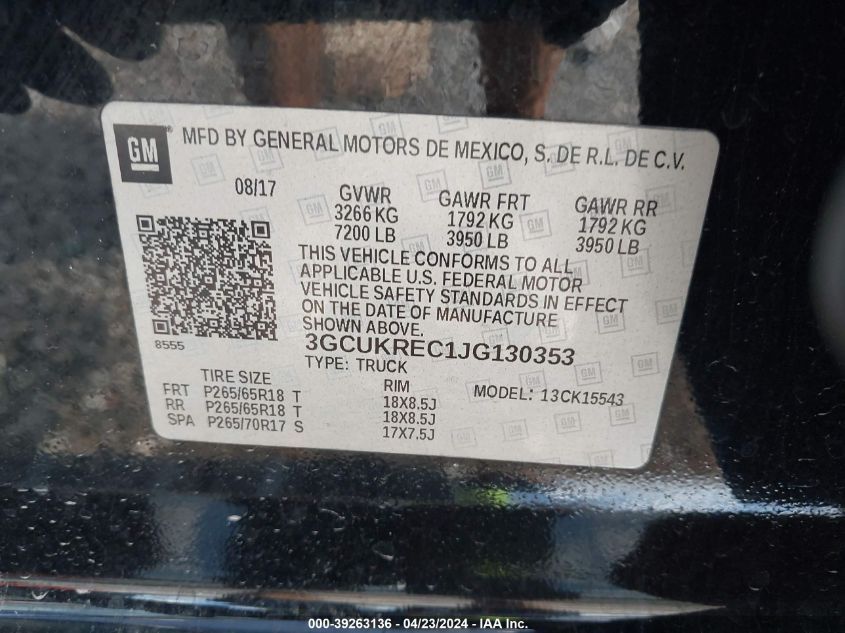 GM
MFD BY GENERAL MOTORS DE MEXICO, S. DE R.L. DE C.V.
08/17
GVWR GAWR FRT GAWR RR
3266 KG 1792 KG 1792 KG
7200 LB 3950 LB 3950 LB
THIS VEHICLE CONFORMS TO ALL
APPLICABLE U.S. FEDERAL MOTOR
VEHICLE SAFETY STANDARDS IN EFFECT
ON THE DATE OF MANUFACTURE
SHOWN ABOVE.
8555
3GCUKREC1JG130353
TYPE: TRUCK
TIRE SIZE RIM MODEL: 13CK15543
FRT P265/65R18 T 18X8.5J
RR P265/65R18 T 18X8.5J
SPA P265/70R17 S 17X7.5J
000-39263136 - 04/23/2024 - IAA Inc.